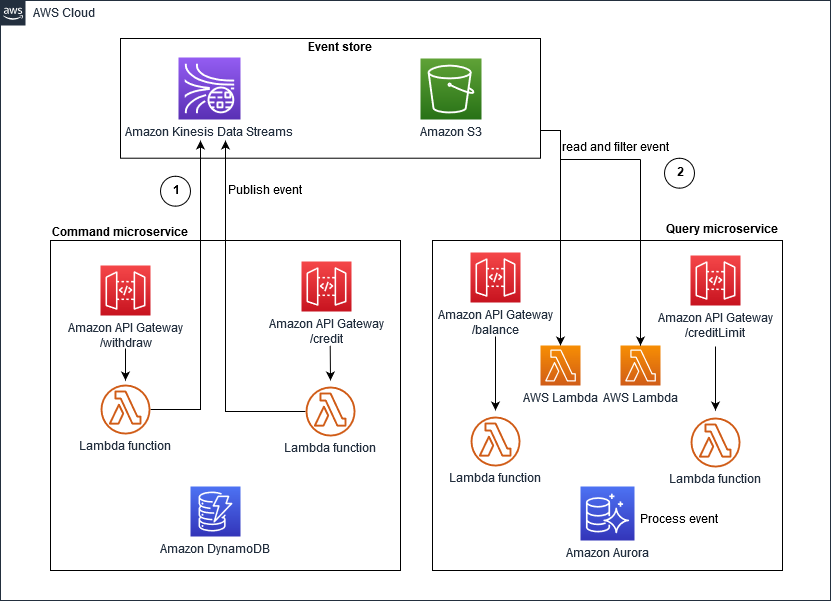 aws
AWS Cloud
Event store
Amazon Kinesis Data Streams
Amazon S3
read and filter event
1
2
Publish event
Command microservice
Query microservice
Amazon API Gateway
/withdraw
Amazon API Gateway
/credit
Amazon API Gateway
/balance
Amazon API Gateway
/creditLimit
AWS Lambda
AWS Lambda
Lambda function
Lambda function
Lambda function
Lambda function
Process event
Amazon DynamoDB
Amazon Aurora